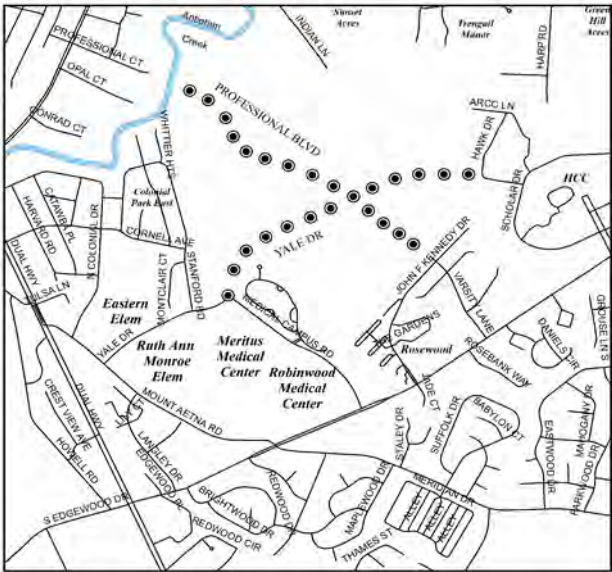 Antietam
Creek
PROFESSIONAL CT
OPAL CT
CONRAD CT
INDIAN LN
Sunset
Acres
Tranquil
Manor
HARP RD
Green
Hill
Acres
PROFESSIONAL BLVD
WHITTIER
ARCC LN
HAWK DR
SCHOLAR DR
HCC
Colonial
Park East
CATAWBA PL
HARVARD RD
N COLONIAL DR
CORNELL AVE
DUAL HWY
TULSA LN
MONTCLAIR CT
STANFORD RD
YALE DR
JOHN F KENNEDY DR
VARSITY LANE
Eastern
Elem
YALE DR
Ruth Ann
Monroe
Elem
Meritus
Medical
Center
MEDICAL CAMPUS RD
Robinwood
Medical
Center
GARDENS
Rosewood
ROSEBANK WAY
DANIELS CIR
GROUSE LN S
JADE CT
MOUNT AETNA RD
CREST VIEW AVE
DUAL HWY
HOWELL RD
LANGLEY DR
EDGEWOOD
S EDGEWOOD DR
BRIGHTWOOD DR
REDWOOD CIR
REDWOOD DR
MAPLEWOOD DR
STALEY DR
SUFFOLK DR
BABYLON CT
MERIDIAN DR
ALLEY
ALLEY
ALLEY
THAMES ST
EASTWOOD DR
MAHOGANY DR
PARKWOOD DR